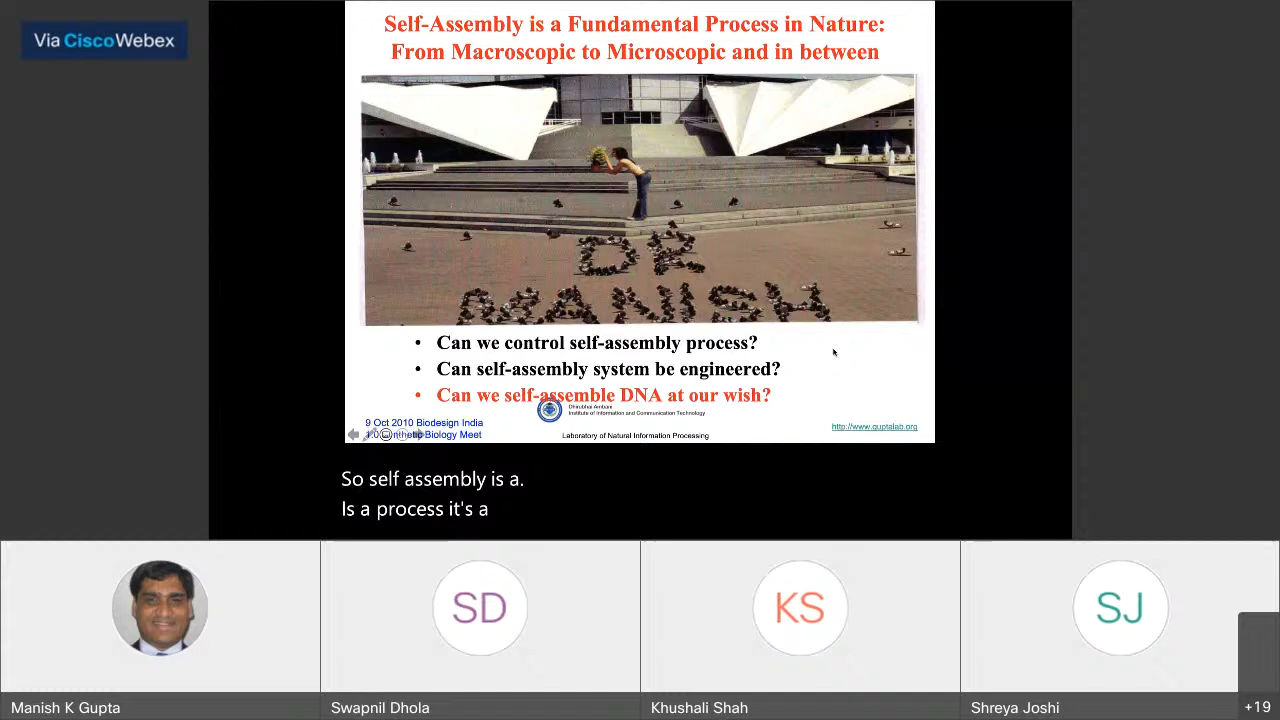 Via CiscoWebex
Self-Assembly is a Fundamental Process in Nature:
From Macroscopic to Microscopic and in between
DR
MANISH
• Can we control self-assembly process?
• Can self-assembly system be engineered?
• Can we self-assemble DNA at our wish?
Dhirubhai Ambani
Institute of Information and Communication Technology
9 Oct 2010 Biodesign India
Biology Meet
Laboratory of Natural Information Processing
http://www.guptalab.org
So self assembly is a.
Is a process it's a
SD
KS
SJ
Manish K Gupta
Swapnil Dhola
Khushali Shah
Shreya Joshi
+19